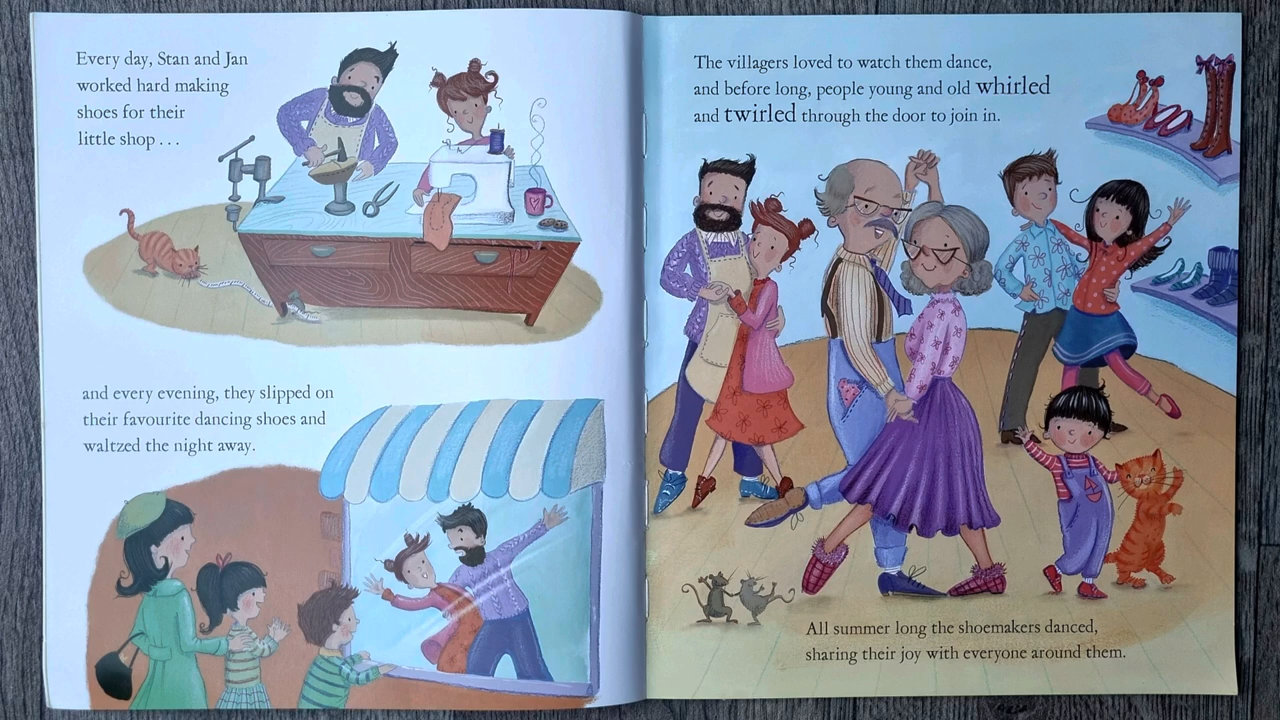 Every day, Stan and Jan
worked hard making
shoes for their
little shop . . .
and every evening, they slipped on
their favourite dancing shoes and
waltzed the night away.
The villagers loved to watch them dance,
and before long, people young and old whirled
and twirled through the door to join in.
All summer long the shoemakers danced,
sharing their joy with everyone around them.